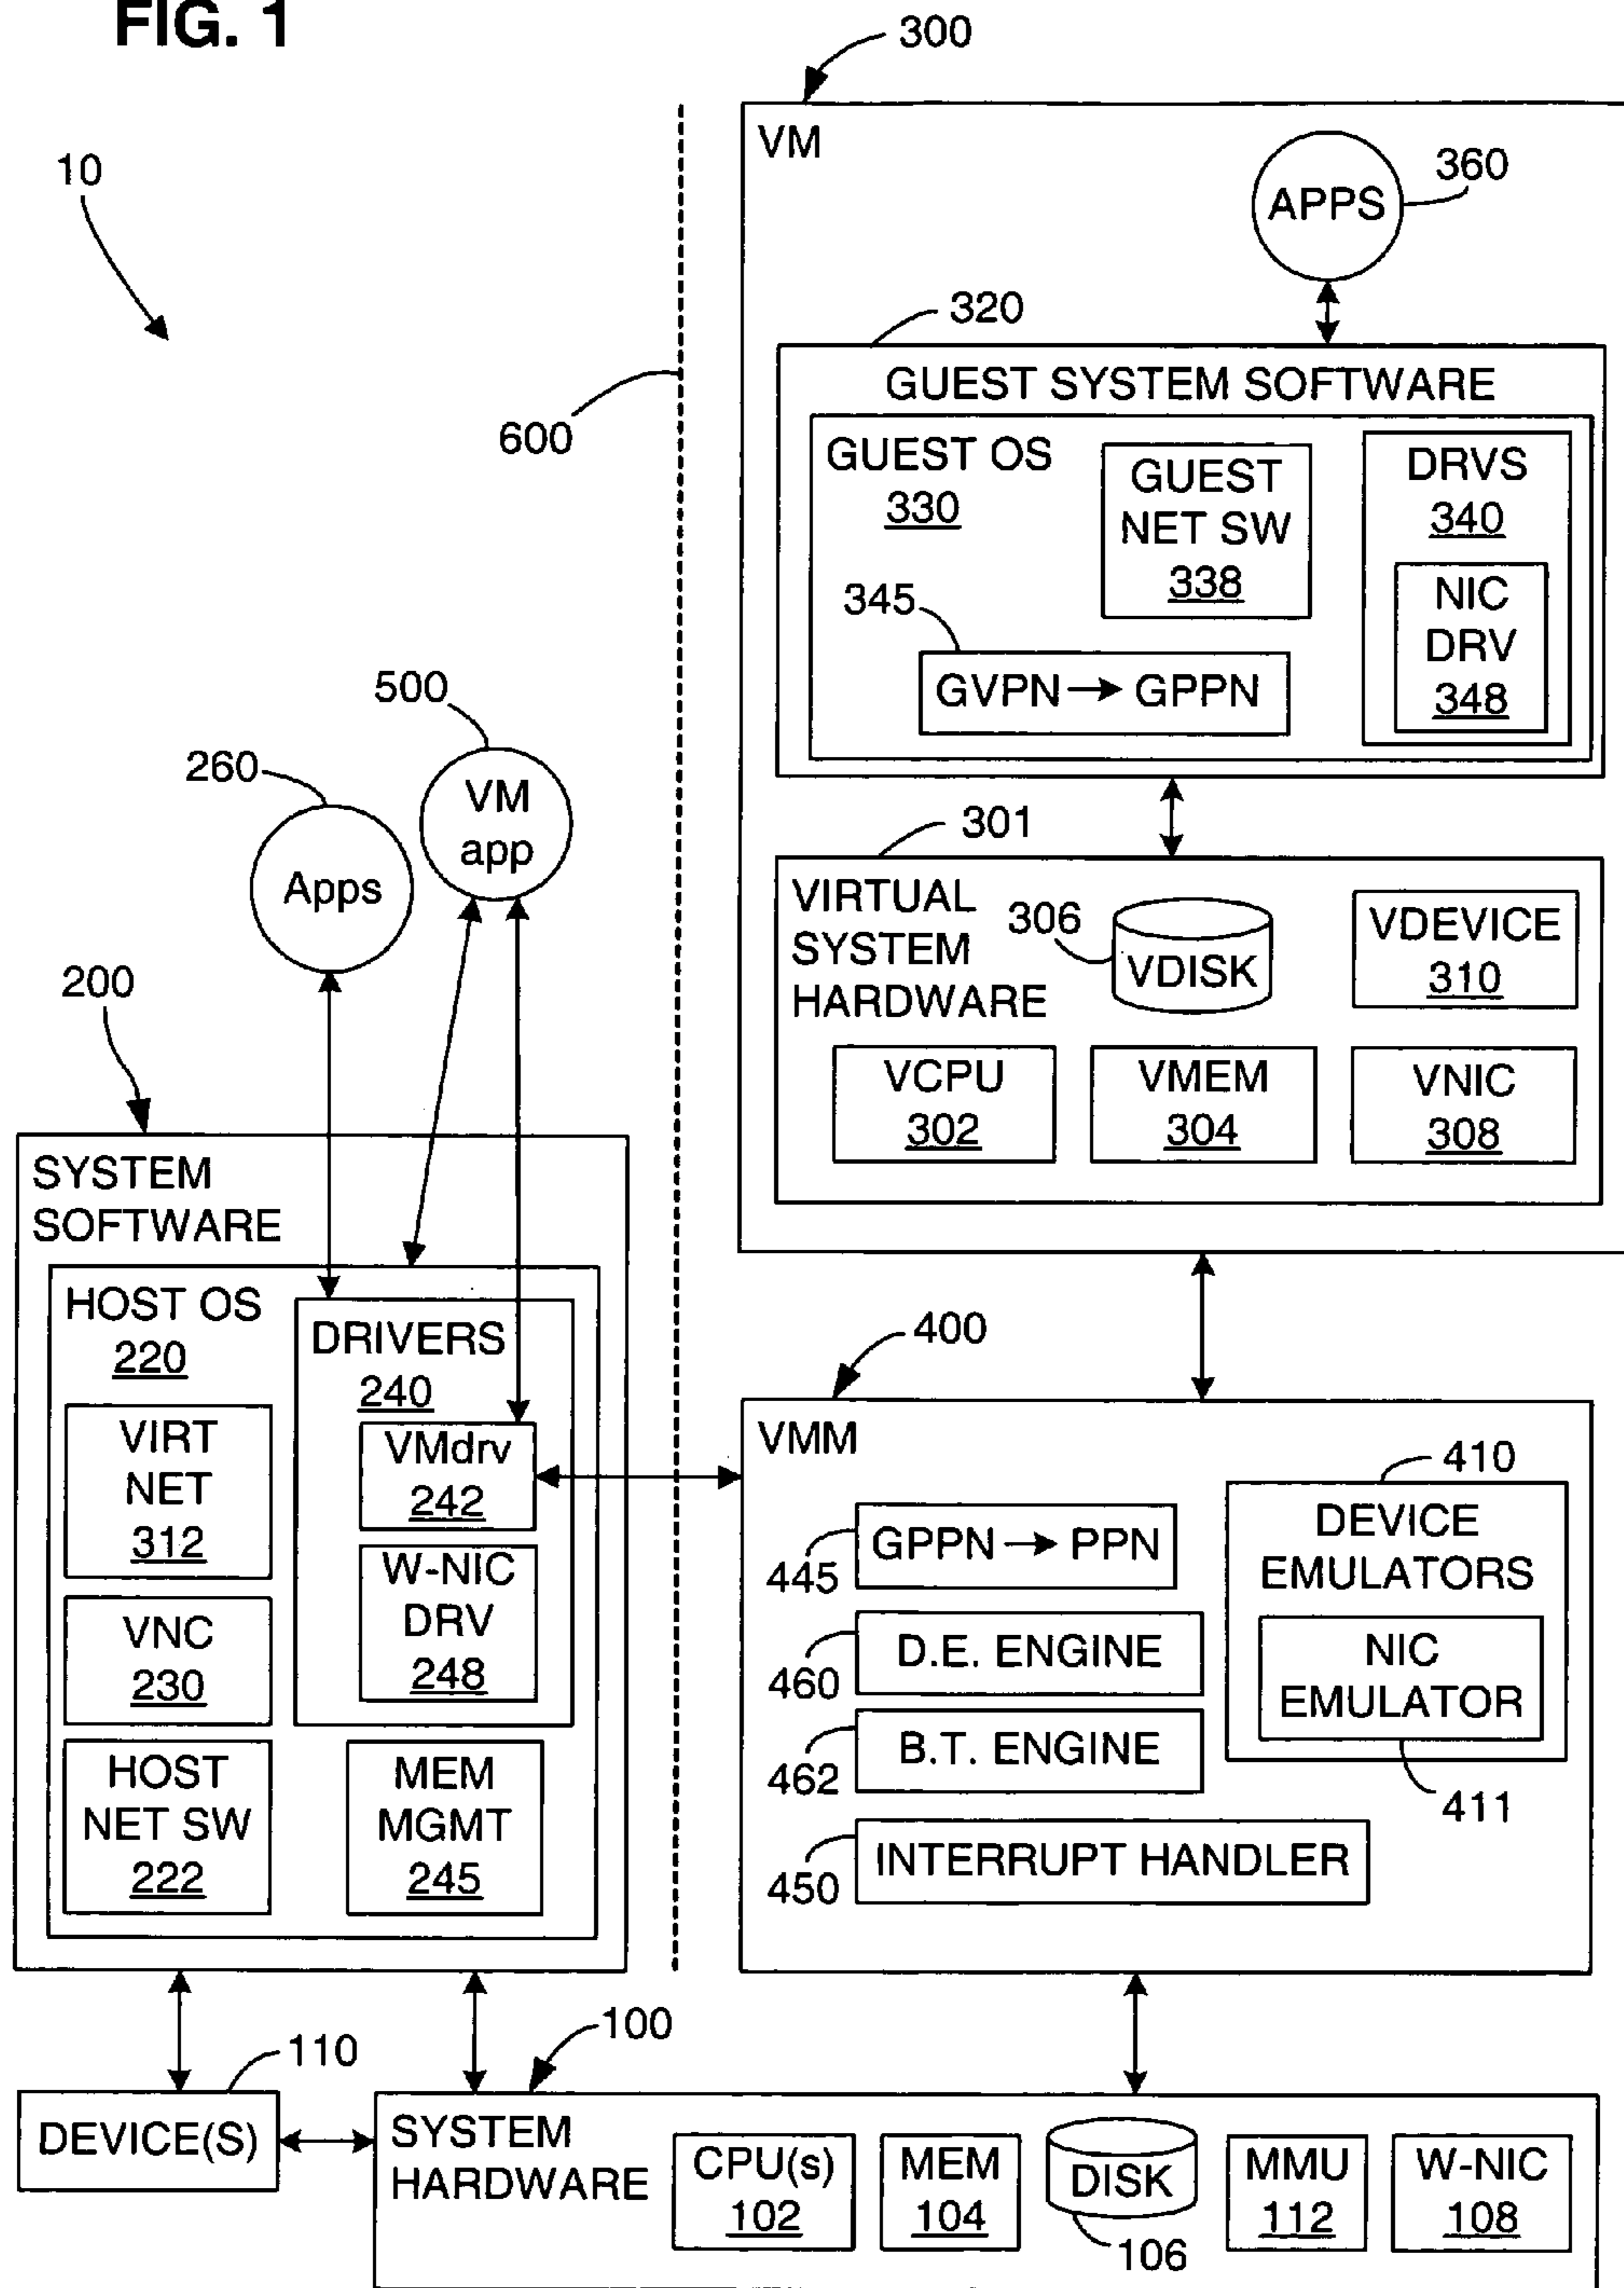 FIG. 1
10
300
VM
APPS
360
320
600
GUEST SYSTEM SOFTWARE
GUEST OS
330
GUEST
NET SW
338
DRVS
340
NIC
DRV
348
345
GVPN → GPPN
500
VM
app
260
Apps
301
VIRTUAL
SYSTEM
HARDWARE
306
VDISK
VDEVICE
310
VCPU
302
VMEM
304
VNIC
308
200
SYSTEM
SOFTWARE
HOST OS
220
DRIVERS
240
VIRT
NET
312
VMdrv
242
W-NIC
DRV
248
VNC
230
HOST
NET SW
222
MEM
MGMT
245
400
VMM
410
DEVICE
EMULATORS
NIC
EMULATOR
411
445
GPPN → PPN
460
D.E. ENGINE
462
B.T. ENGINE
450
INTERRUPT HANDLER
110
DEVICE(S)
100
SYSTEM
HARDWARE
CPU(s)
102
MEM
104
DISK
106
MMU
112
W-NIC
108